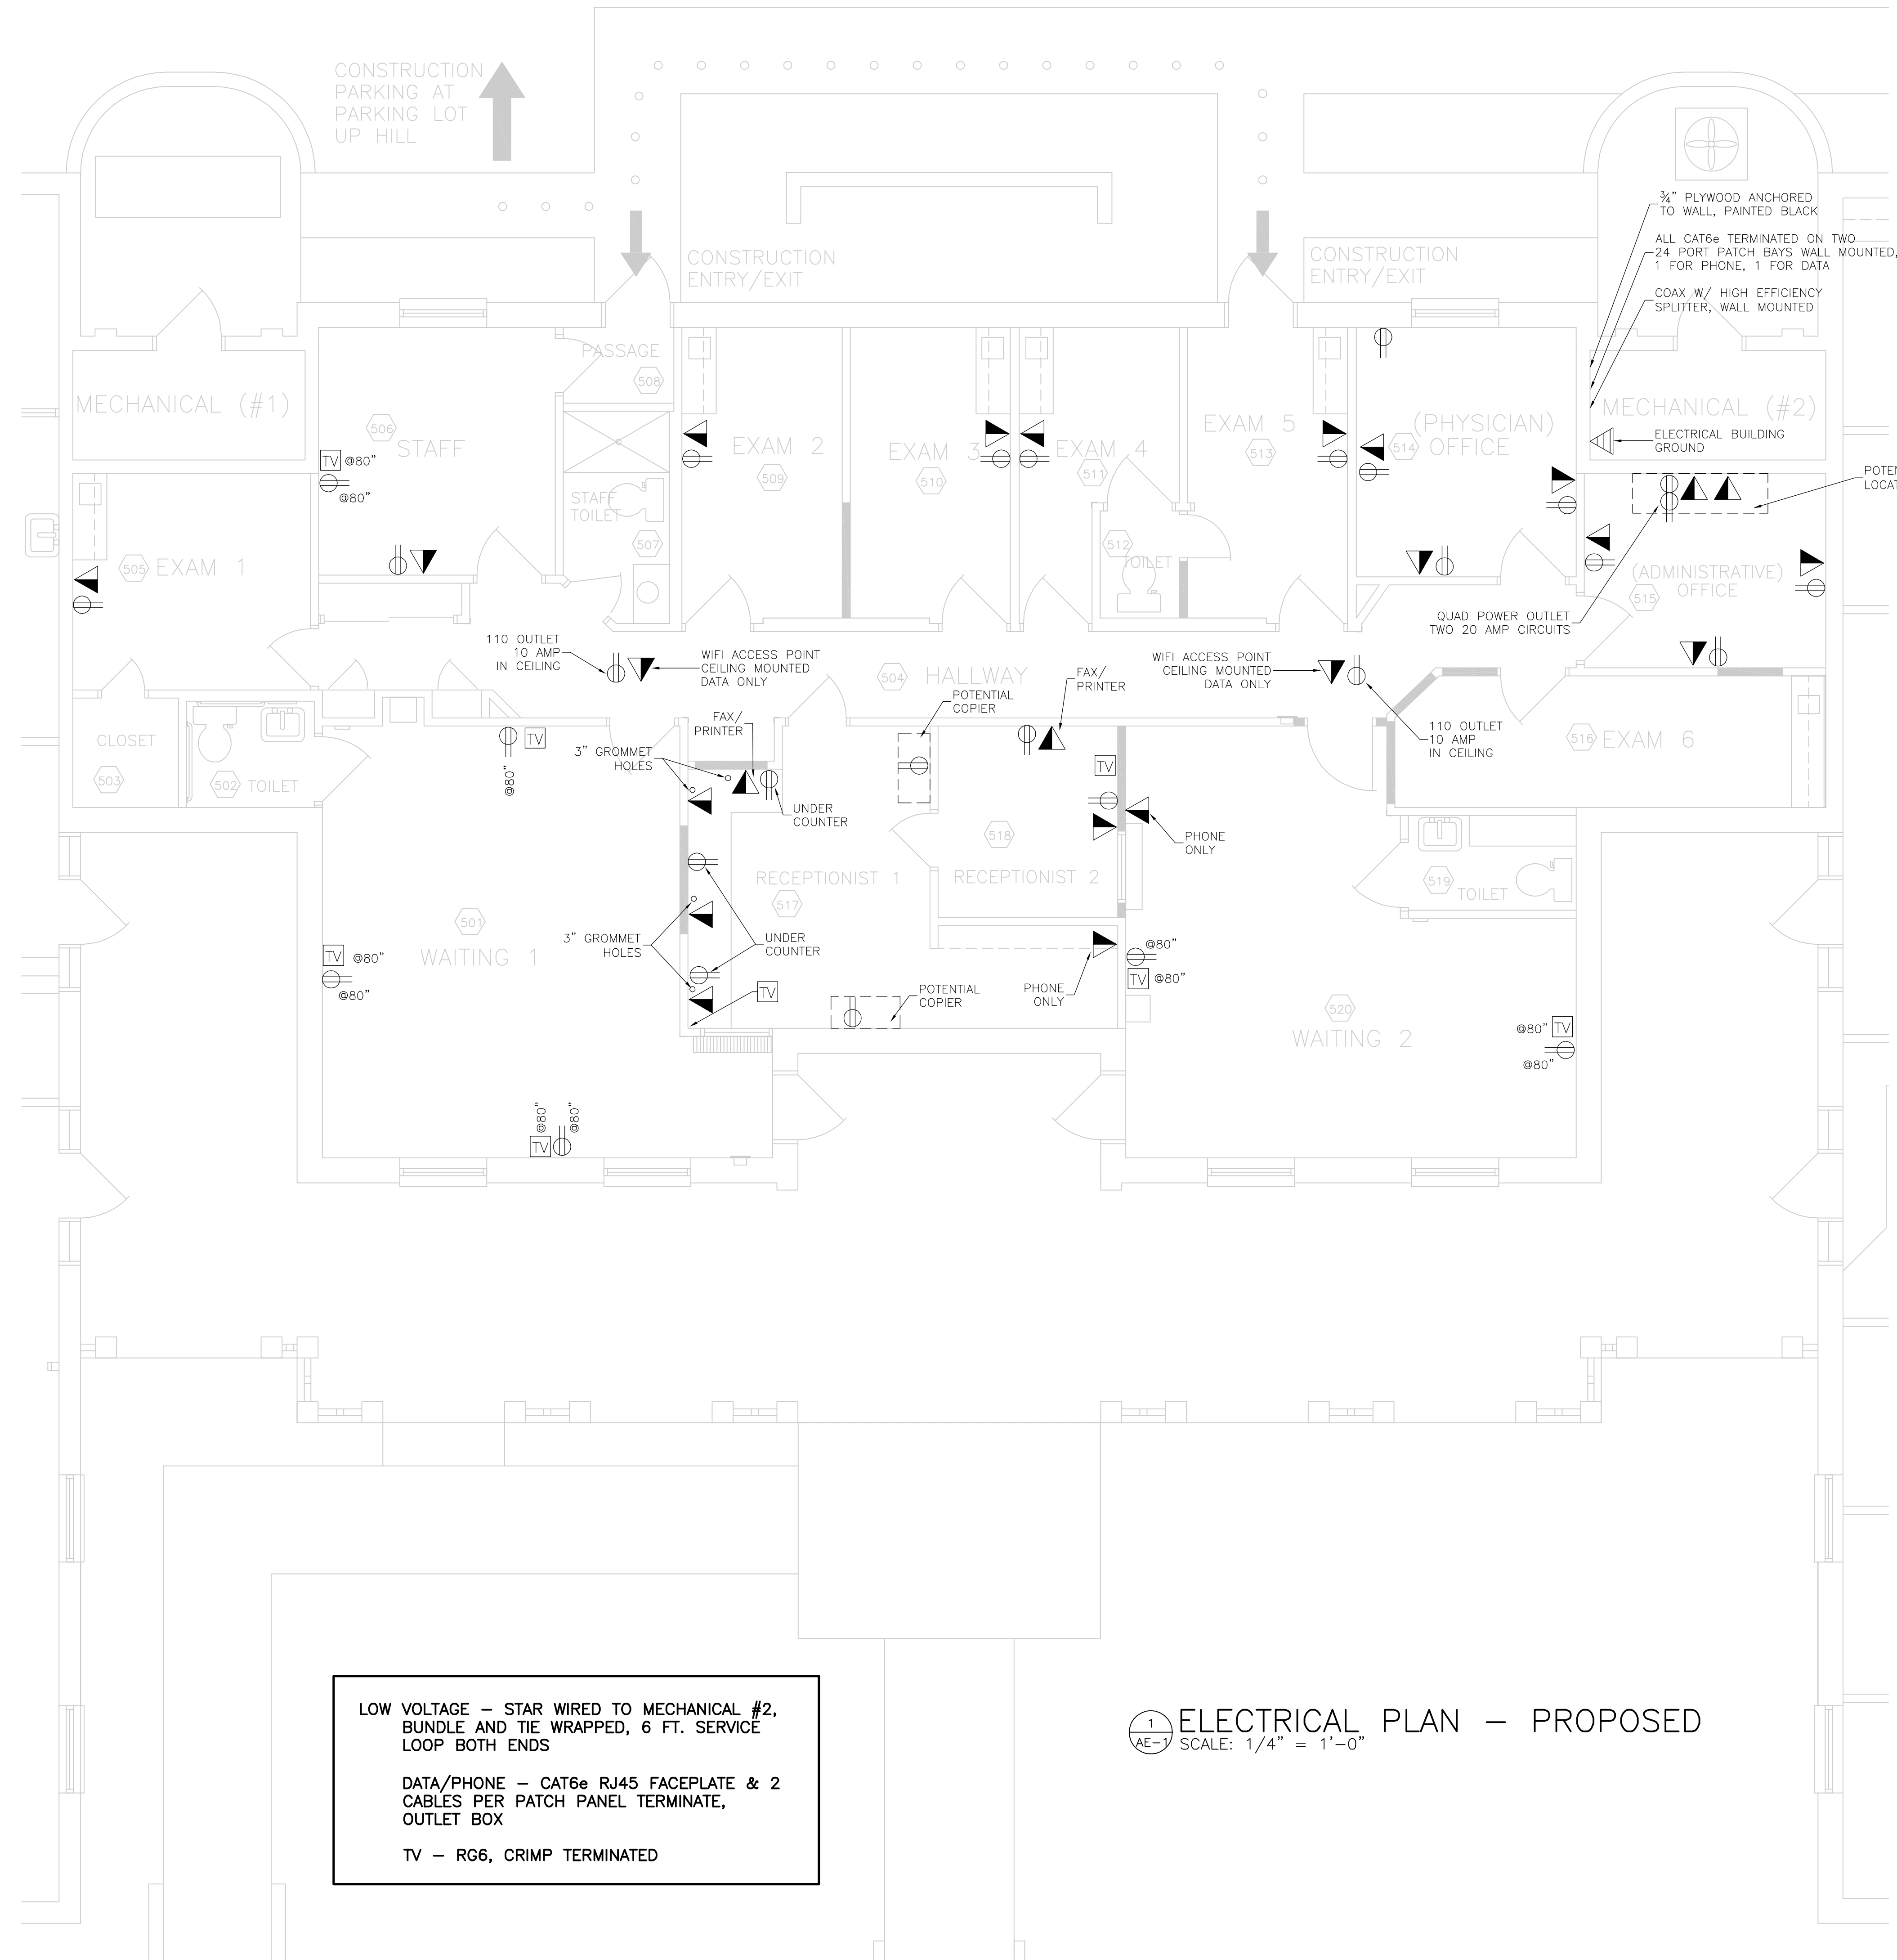 CONSTRUCTION
PARKING AT
PARKING LOT
UP HILL
CONSTRUCTION
ENTRY/EXIT
CONSTRUCTION
ENTRY/EXIT
¾” PLYWOOD ANCHORED
TO WALL, PAINTED BLACK
ALL CAT6e TERMINATED ON TWO
24 PORT PATCH BAYS WALL MOUNTED,
1 FOR PHONE, 1 FOR DATA
COAX W/ HIGH EFFICIENCY
SPLITTER, WALL MOUNTED
MECHANICAL (#1)
506
STAFF
TV @80”
@80”
PASSAGE
508
STAFF
TOILET
507
EXAM 2
509
EXAM 3
510
EXAM 4
511
512
TOILET
EXAM 5
513
(PHYSICIAN)
514 OFFICE
MECHANICAL (#2)
ELECTRICAL BUILDING
GROUND
505 EXAM 1
(ADMINISTRATIVE)
OFFICE
515
QUAD POWER OUTLET
TWO 20 AMP CIRCUITS
110 OUTLET
10 AMP
IN CEILING
WIFI ACCESS POINT
CEILING MOUNTED
DATA ONLY
504 HALLWAY
POTENTIAL
COPIER
FAX/
PRINTER
WIFI ACCESS POINT
CEILING MOUNTED
DATA ONLY
110 OUTLET
10 AMP
IN CEILING
516 EXAM 6
CLOSET
503
502 TOILET
TV
@80”
FAX/
PRINTER
3” GROMMET
HOLES
UNDER
COUNTER
TV
518
RECEPTIONIST 2
PHONE
ONLY
519 TOILET
RECEPTIONIST 1
517
501
WAITING 1
TV @80”
@80”
3” GROMMET
HOLES
UNDER
COUNTER
TV
POTENTIAL
COPIER
PHONE
ONLY
@80”
TV @80”
520
WAITING 2
@80” TV
@80”
@80”
@80”
TV
LOW VOLTAGE – STAR WIRED TO MECHANICAL #2,
BUNDLE AND TIE WRAPPED, 6 FT. SERVICE
LOOP BOTH ENDS
DATA/PHONE – CAT6e RJ45 FACEPLATE & 2
CABLES PER PATCH PANEL TERMINATE,
OUTLET BOX
TV – RG6, CRIMP TERMINATED
1
AE-1
ELECTRICAL PLAN – PROPOSED
SCALE: 1/4” = 1’–0”